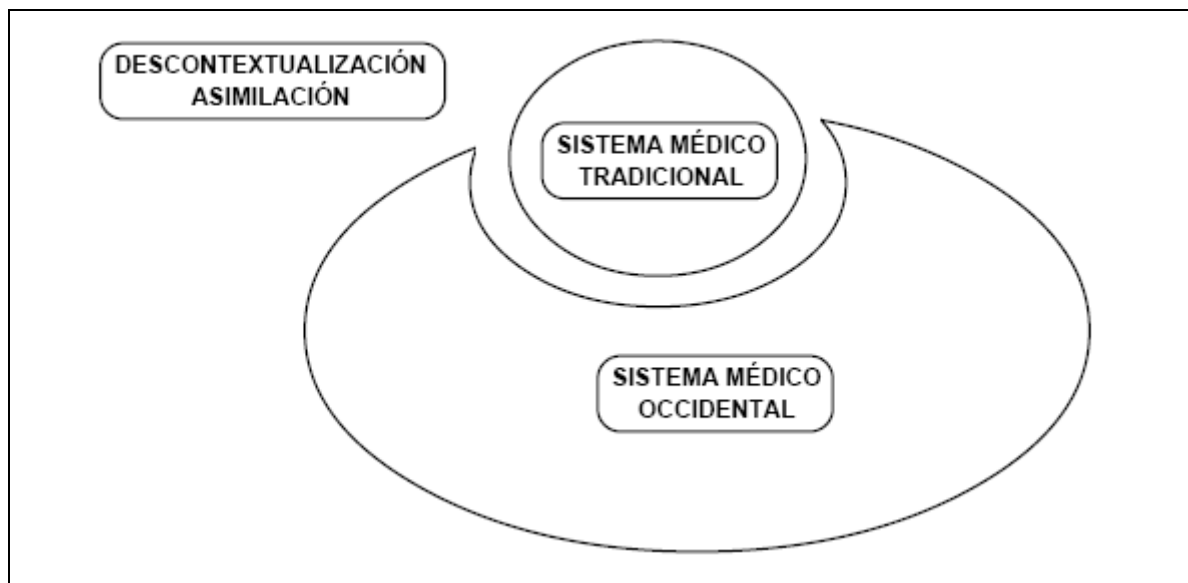 DESCONTEXTUALIZACIÓN
ASIMILACIÓN
SISTEMA MÉDICO
TRADICIONAL
SISTEMA MÉDICO
OCCIDENTAL